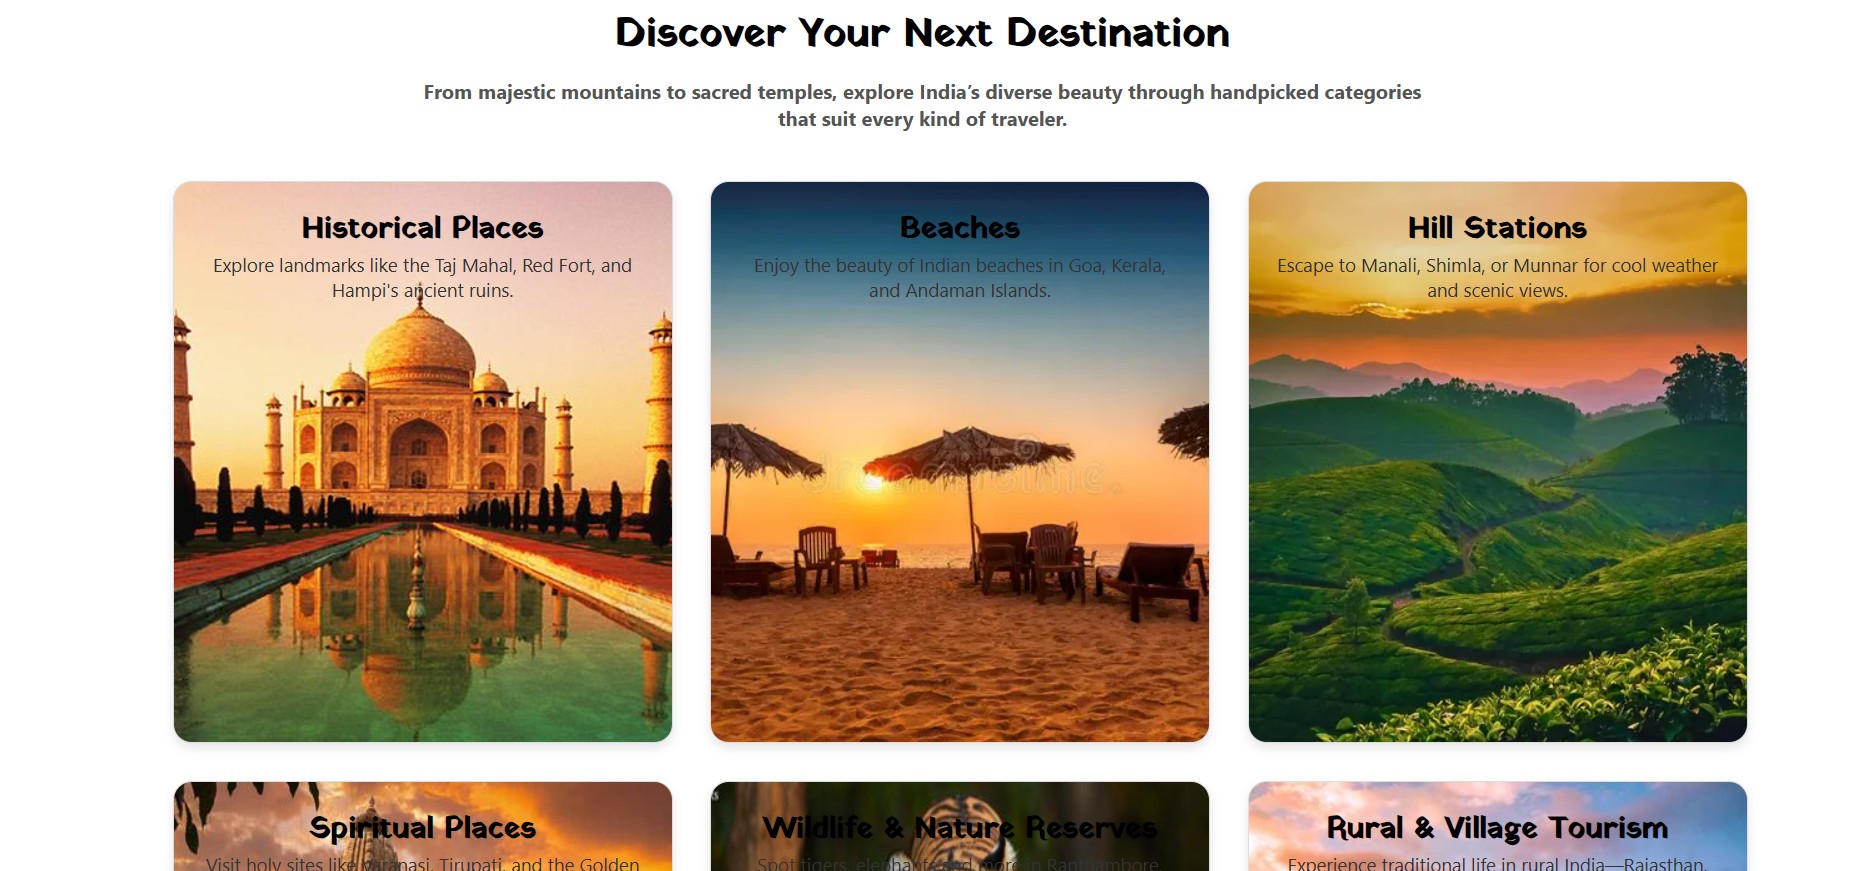 Discover Your Next Destination
From majestic mountains to sacred temples, explore India’s diverse beauty through handpicked categories
that suit every kind of traveler.
Historical Places
Explore landmarks like the Taj Mahal, Red Fort, and
Hampi's ancient ruins.
Beaches
Enjoy the beauty of Indian beaches in Goa, Kerala,
and Andaman Islands.
dreamstime
Hill Stations
Escape to Manali, Shimla, or Munnar for cool weather
and scenic views.
Spiritual Places
Visit holy sites like Varanasi, Tirupati, and the Golden
Wildlife & Nature Reserves
Spot tigers, elephants and more in Ranthambore,
Rural & Village Tourism
Experience traditional life in rural India—Rajasthan,